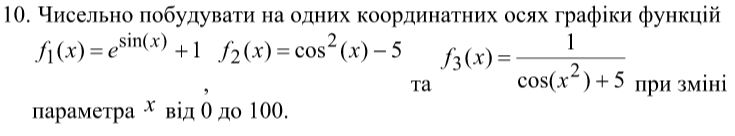 10. Чисельно побудувати на одних координатних осях графіки функцій
f₁(x) = e^sin(x) + 1 , f₂(x) = cos²(x) − 5 та f₃(x) = 1 / (cos(x²) + 5) при зміні
параметра x від 0 до 100.